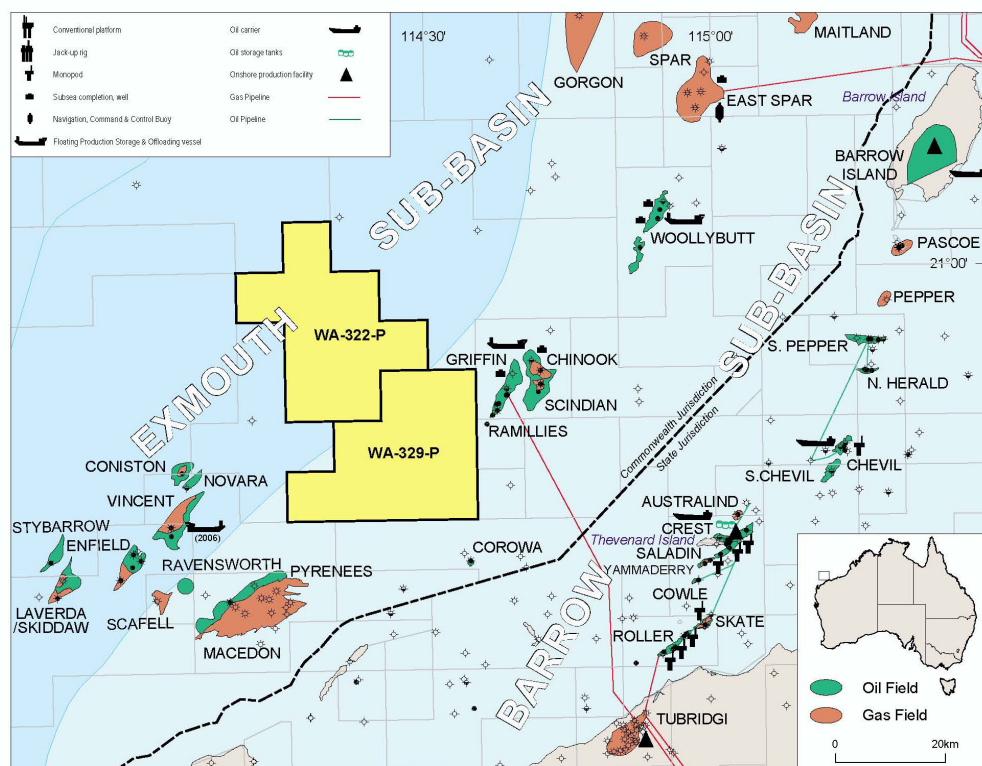 Conventional platform
Jack-up rig
Monopod
Subsea completion, well
Navigation, Command & Control Buoy
Floating Production Storage & Offloading vessel
Oil carrier
Oil storage tanks
Onshore production facility
Gas Pipeline
Oil Pipeline
114°30'
115°00'
MAITLAND
SPAR
GORGON
EAST SPAR
Barrow Island
BARROW
ISLAND
EXMOUTH SUB-BASIN
BARROW SUB-BASIN
WOOLLYBUTT
PASCOE
21°00'
PEPPER
WA-322-P
S. PEPPER
GRIFFIN
CHINOOK
N. HERALD
SCINDIAN
RAMILLIES
Commonwealth Jurisdiction
State Jurisdiction
WA-329-P
CHEVIL
S.CHEVIL
CONISTON
NOVARA
VINCENT
(2006)
STYBARROW
ENFIELD
AUSTRALIND
CREST
Thevenard Island
SALADIN
YAMMADERRY
COROWA
RAVENSWORTH
PYRENEES
COWLE
LAVERDA
/SKIDDAW
SCAFELL
SKATE
ROLLER
MACEDON
TUBRIDGI
Oil Field
Gas Field
0
20km